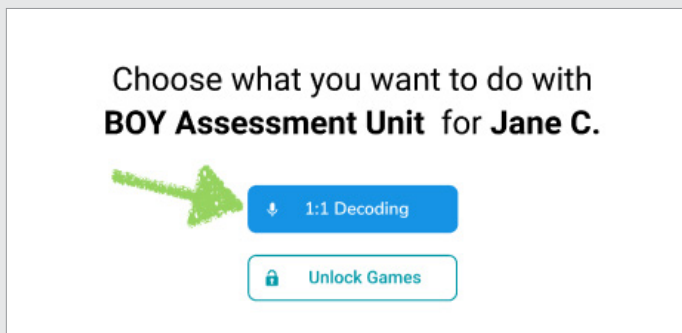 Choose what you want to do with
BOY Assessment Unit for Jane C.
1:1 Decoding
Unlock Games